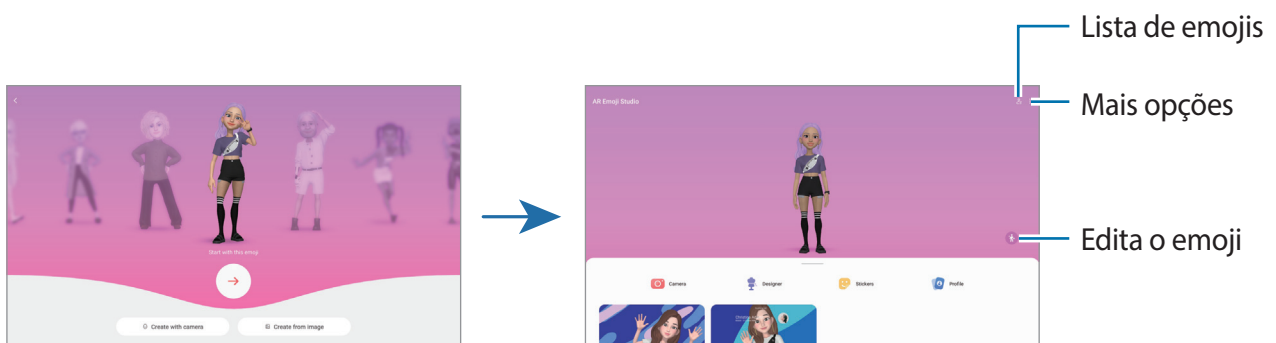 Lista de emojis
AR Emoji Studio
Mais opções
Start with this emoji
Edita o emoji
Camera
Designer
Stickers
Profile
Create with camera
Create from image